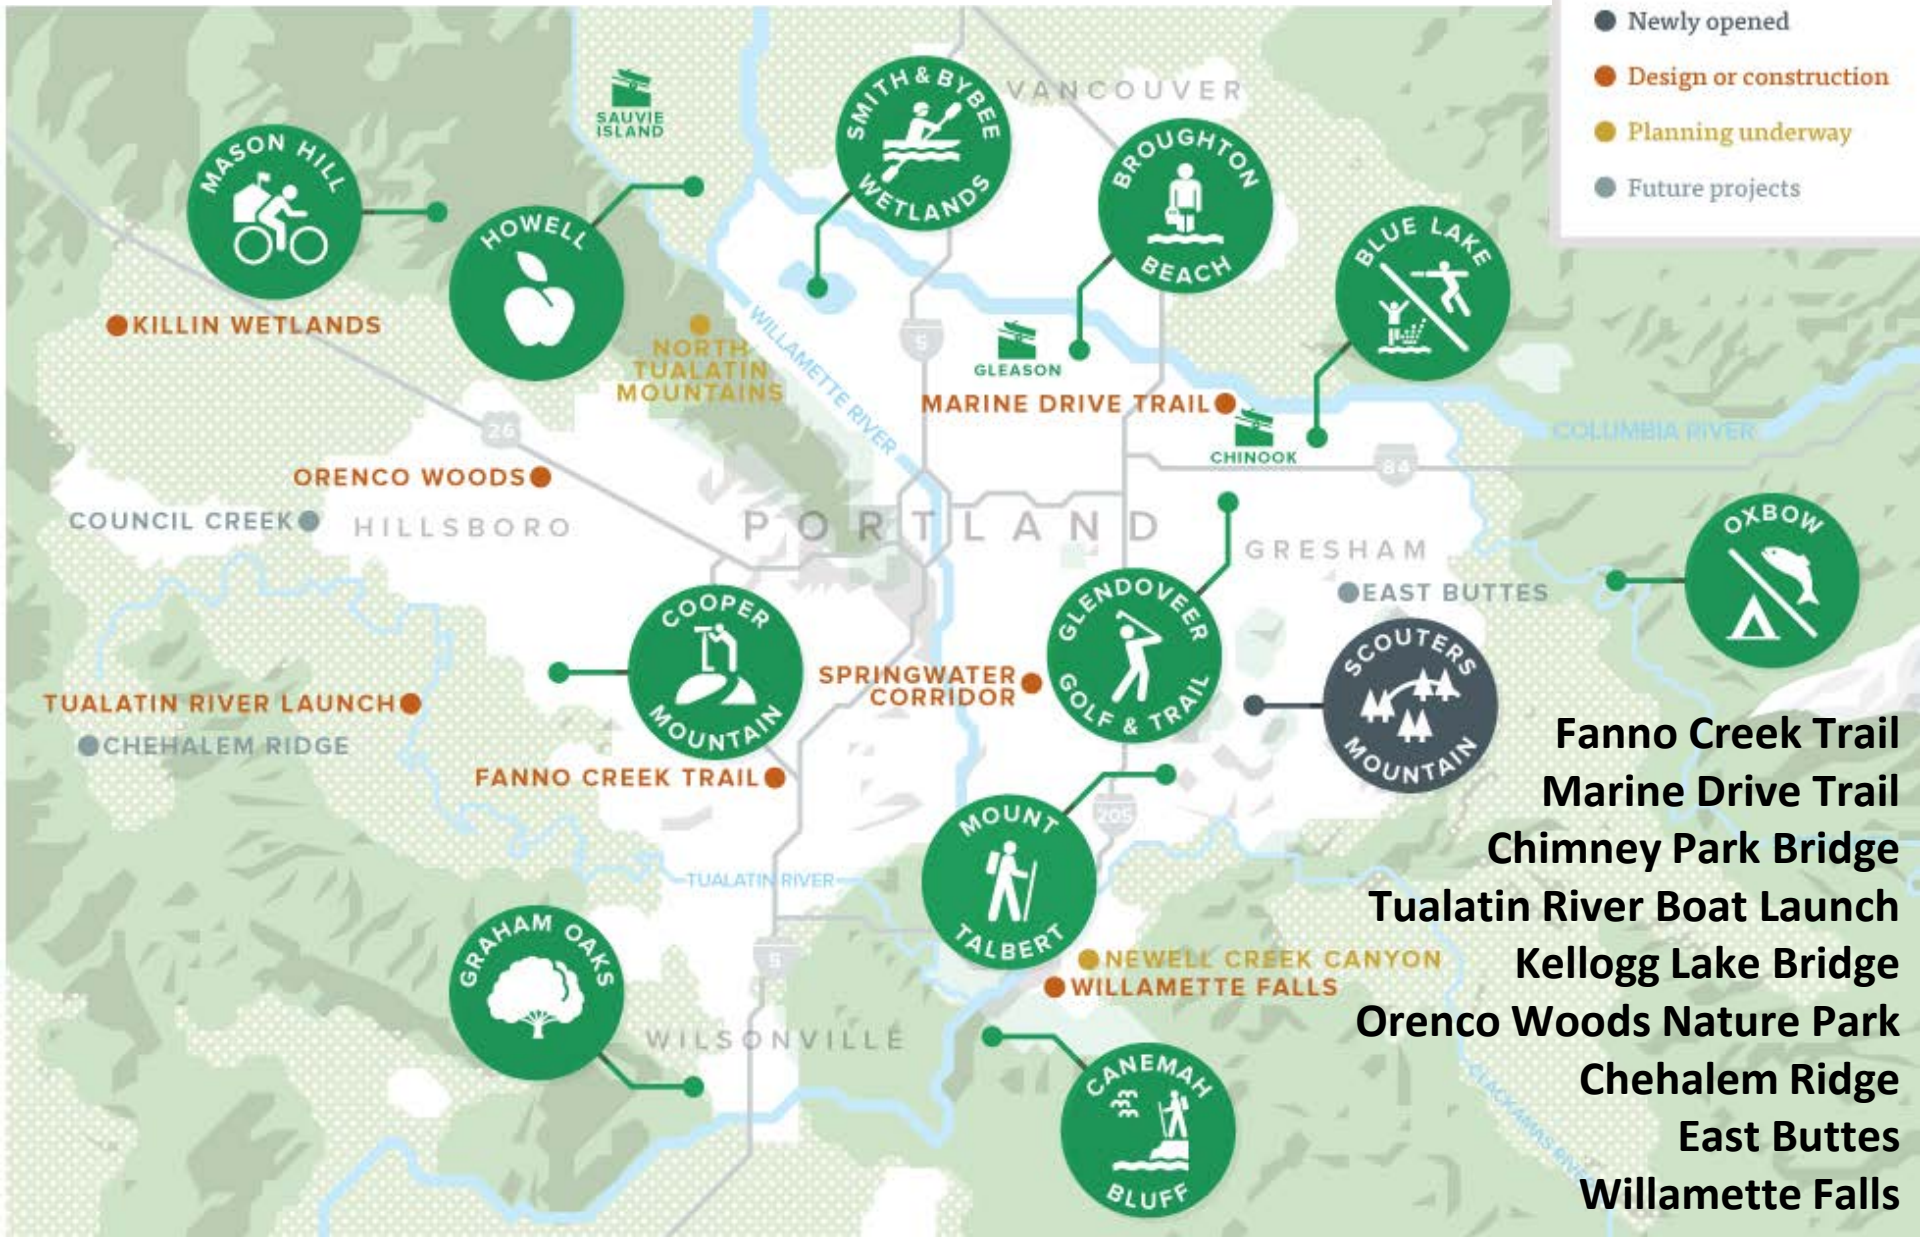 Newly opened
Design or construction
Planning underway
Future projects
VANCOUVER
SAUVIE
ISLAND
SMITH & BYBEE
WETLANDS
MASON HILL
BROUGHTON
BEACH
HOWELL
BLUE LAKE
KILLIN WETLANDS
NORTH
TUALATIN
MOUNTAINS
WILLAMETTE RIVER
5
GLEASON
MARINE DRIVE TRAIL
CHINOOK
COLUMBIA RIVER
26
84
ORENCO WOODS
COUNCIL CREEK
HILLSBORO
PORTLAND
GRESHAM
OXBOW
EAST BUTTES
COOPER
MOUNTAIN
GLENDOVEER
GOLF & TRAIL
SCOUTERS
MOUNTAIN
SPRINGWATER
CORRIDOR
TUALATIN RIVER LAUNCH
CHEHALEM RIDGE
FANNO CREEK TRAIL
MOUNT
TALBERT
205
TUALATIN RIVER
GRAHAM OAKS
5
NEWELL CREEK CANYON
WILLAMETTE FALLS
WILSONVILLE
CANEMAH
BLUFF
CLACKAMAS RIVER
Fanno Creek Trail
Marine Drive Trail
Chimney Park Bridge
Tualatin River Boat Launch
Kellogg Lake Bridge
Orenco Woods Nature Park
Chehalem Ridge
East Buttes
Willamette Falls